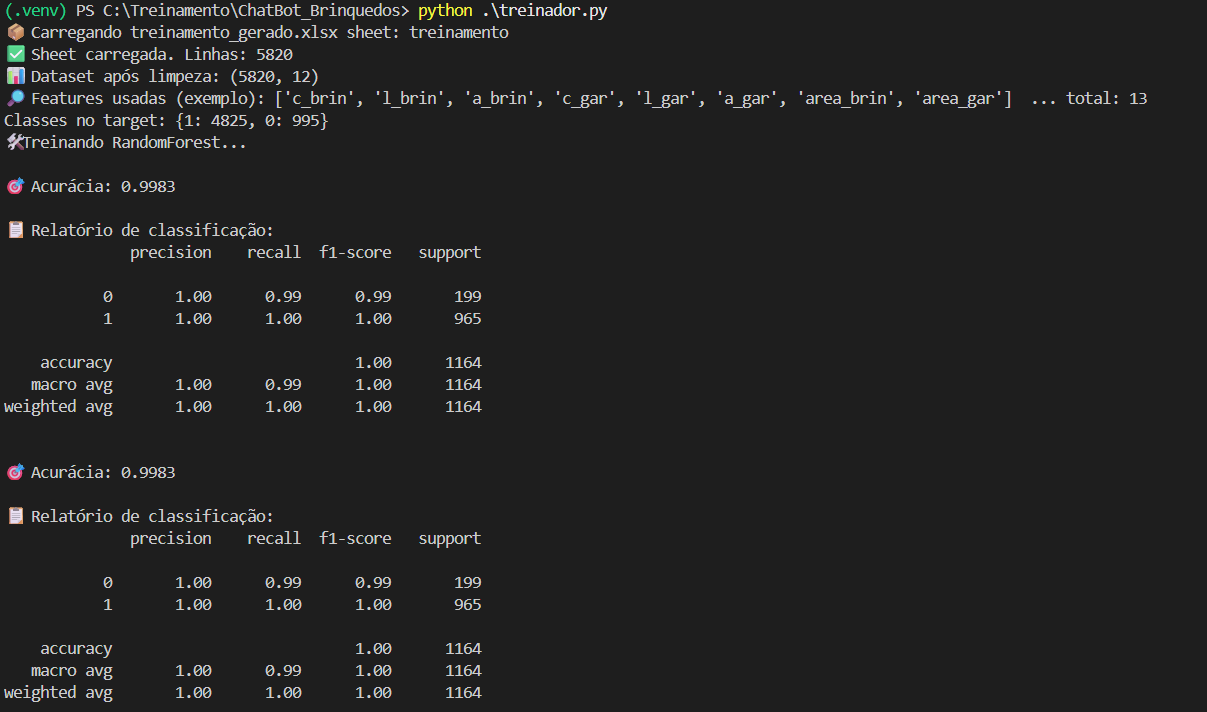 (.venv) PS C:\Treinamento\ChatBot_Brinquedos> python .\treinador.py
📦 Carregando treinamento_gerado.xlsx sheet: treinamento
✅ Sheet carregada. Linhas: 5820
📊 Dataset após limpeza: (5820, 12)
🔎 Features usadas (exemplo): ['c_brin', 'l_brin', 'a_brin', 'c_gar', 'l_gar', 'a_gar', 'area_brin', 'area_gar']  ... total: 13
Classes no target: {1: 4825, 0: 995}
🛠Treinando RandomForest...
🎯 Acurácia: 0.9983
📋 Relatório de classificação:
precision    recall  f1-score   support
0       1.00      0.99      0.99       199
1       1.00      1.00      1.00       965
accuracy                           1.00      1164
macro avg       1.00      0.99      1.00      1164
weighted avg       1.00      1.00      1.00      1164
🎯 Acurácia: 0.9983
📋 Relatório de classificação:
precision    recall  f1-score   support
0       1.00      0.99      0.99       199
1       1.00      1.00      1.00       965
accuracy                           1.00      1164
macro avg       1.00      0.99      1.00      1164
weighted avg       1.00      1.00      1.00      1164